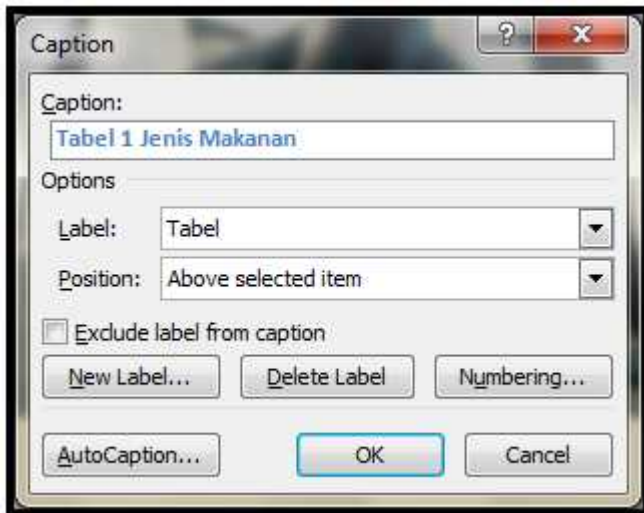 Caption
Caption:
Tabel 1 Jenis Makanan
Options
Label: Tabel
Position: Above selected item
Exclude label from caption
New Label... Delete Label Numbering...
AutoCaption... OK Cancel